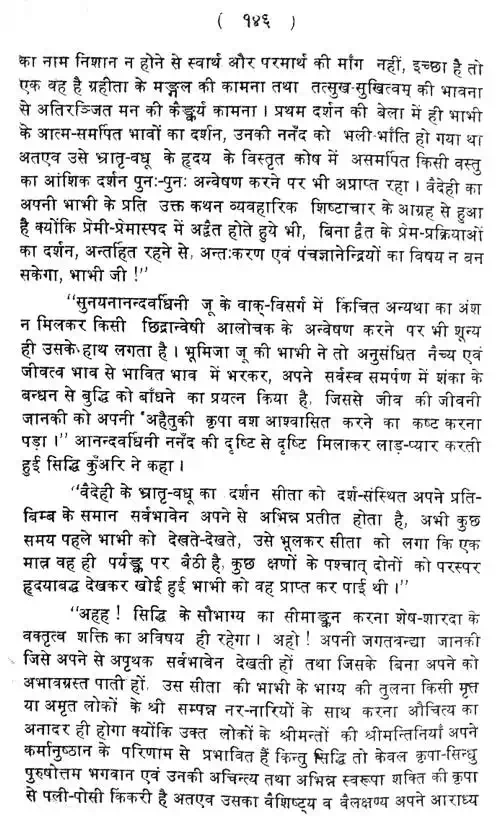 ( १४६ )
का नाम निशान न होने से स्वार्थ और परमार्थ की माँग नहीं, इच्छा है तो
एक वह है ग्रहीता के मङ्गल की कामना तथा तत्सुख-सुखित्वम् की भावना
से अतिरञ्जित मन की कैङ्कर्य कामना । प्रथम दर्शन की बेला में ही भाभी
के आत्म-समर्पित भावों का दर्शन, उनकी ननँद को भली-भाँति हो गया था
अतएव उसे भ्रातृ-वधू के हृदय के विस्तृत कोष में असमर्पित किसी वस्तु
का आंशिक दर्शन पुनः-पुनः अन्वेषण करने पर भी अप्राप्त रहा । वैदेही का
अपनी भाभी के प्रति उक्त कथन व्यवहारिक शिष्टाचार के आग्रह से हुआ
है क्योंकि प्रेमी-प्रेमास्पद में अद्वैत होते हुये भी, बिना द्वैत के प्रेम-प्रक्रियाओं
का दर्शन, अन्तर्हित रहने से, अन्तःकरण एवं पंचज्ञानेन्द्रियों का विषय न बन
सकेगा, भाभी जी !"
"सुनयनानन्दवर्धिनी जू के वाक्-विसर्ग में किंचित अन्यथा का अंश
न मिलकर किसी छिद्रान्वेषी आलोचक के अन्वेषण करने पर भी शून्य
ही उसके हाथ लगता है । भूमिजा जू की भाभी ने तो अनुसंधित नैच्य एवं
जीवत्व भाव से भावित भाव में भरकर, अपने सर्वस्व समर्पण में शंका के
बन्धन से बुद्धि को बाँधने का प्रयत्न किया है, जिससे जीव की जीवनी
जानकी को अपनी अहैतुकी कृपा वश आश्वासित करने का कष्ट करना
पड़ा ।" आनन्दवर्धिनी ननँद की दृष्टि से दृष्टि मिलाकर लाड़-प्यार करती
हुई सिद्धि कुँअरि ने कहा ।
"वैदेही के भ्रातृ-वधू का दर्शन सीता को दर्श-संस्थित अपने प्रति-
बिम्ब के समान सर्वभावेन अपने से अभिन्न प्रतीत होता है, अभी कुछ
समय पहले भाभी को देखते-देखते, उसे भूलकर सीता को लगा कि एक
मात्र वह ही पर्यङ्क पर बैठी है, कुछ क्षणों के पश्चात् दोनों को परस्पर
हृदयाबद्ध देखकर खोई हुई भाभी को वह प्राप्त कर पाई थी ।"
"अहह ! सिद्धि के सौभाग्य का सीमाङ्कन करना शेष-शारदा के
वक्तृत्व शक्ति का अविषय ही रहेगा । अहो ! अपनी जगतवन्द्या जानकी
जिसे अपने से अपृथक सर्वभावेन देखती हों तथा जिसके बिना अपने को
अभावग्रस्त पाती हों, उस सीता की भाभी के भाग्य की तुलना किसी मृत
या अमृत लोकों के श्री सम्पन्न नर-नारियों के साथ करना औचित्य का
अनादर ही होगा क्योंकि उक्त लोकों के श्रीमन्तों की श्रीमन्तिनियाँ अपने
कर्मानुष्ठान के परिणाम से प्रभावित हैं किन्तु सिद्धि तो केवल कृपा-सिन्धु
पुरुषोत्तम भगवान एवं उनकी अचिन्त्य तथा अभिन्न स्वरूपा शक्ति की कृपा
से पली-पोसी किंकरी है अतएव उसका वैशिष्ट्य व वैलक्षण्य अपने आराध्य